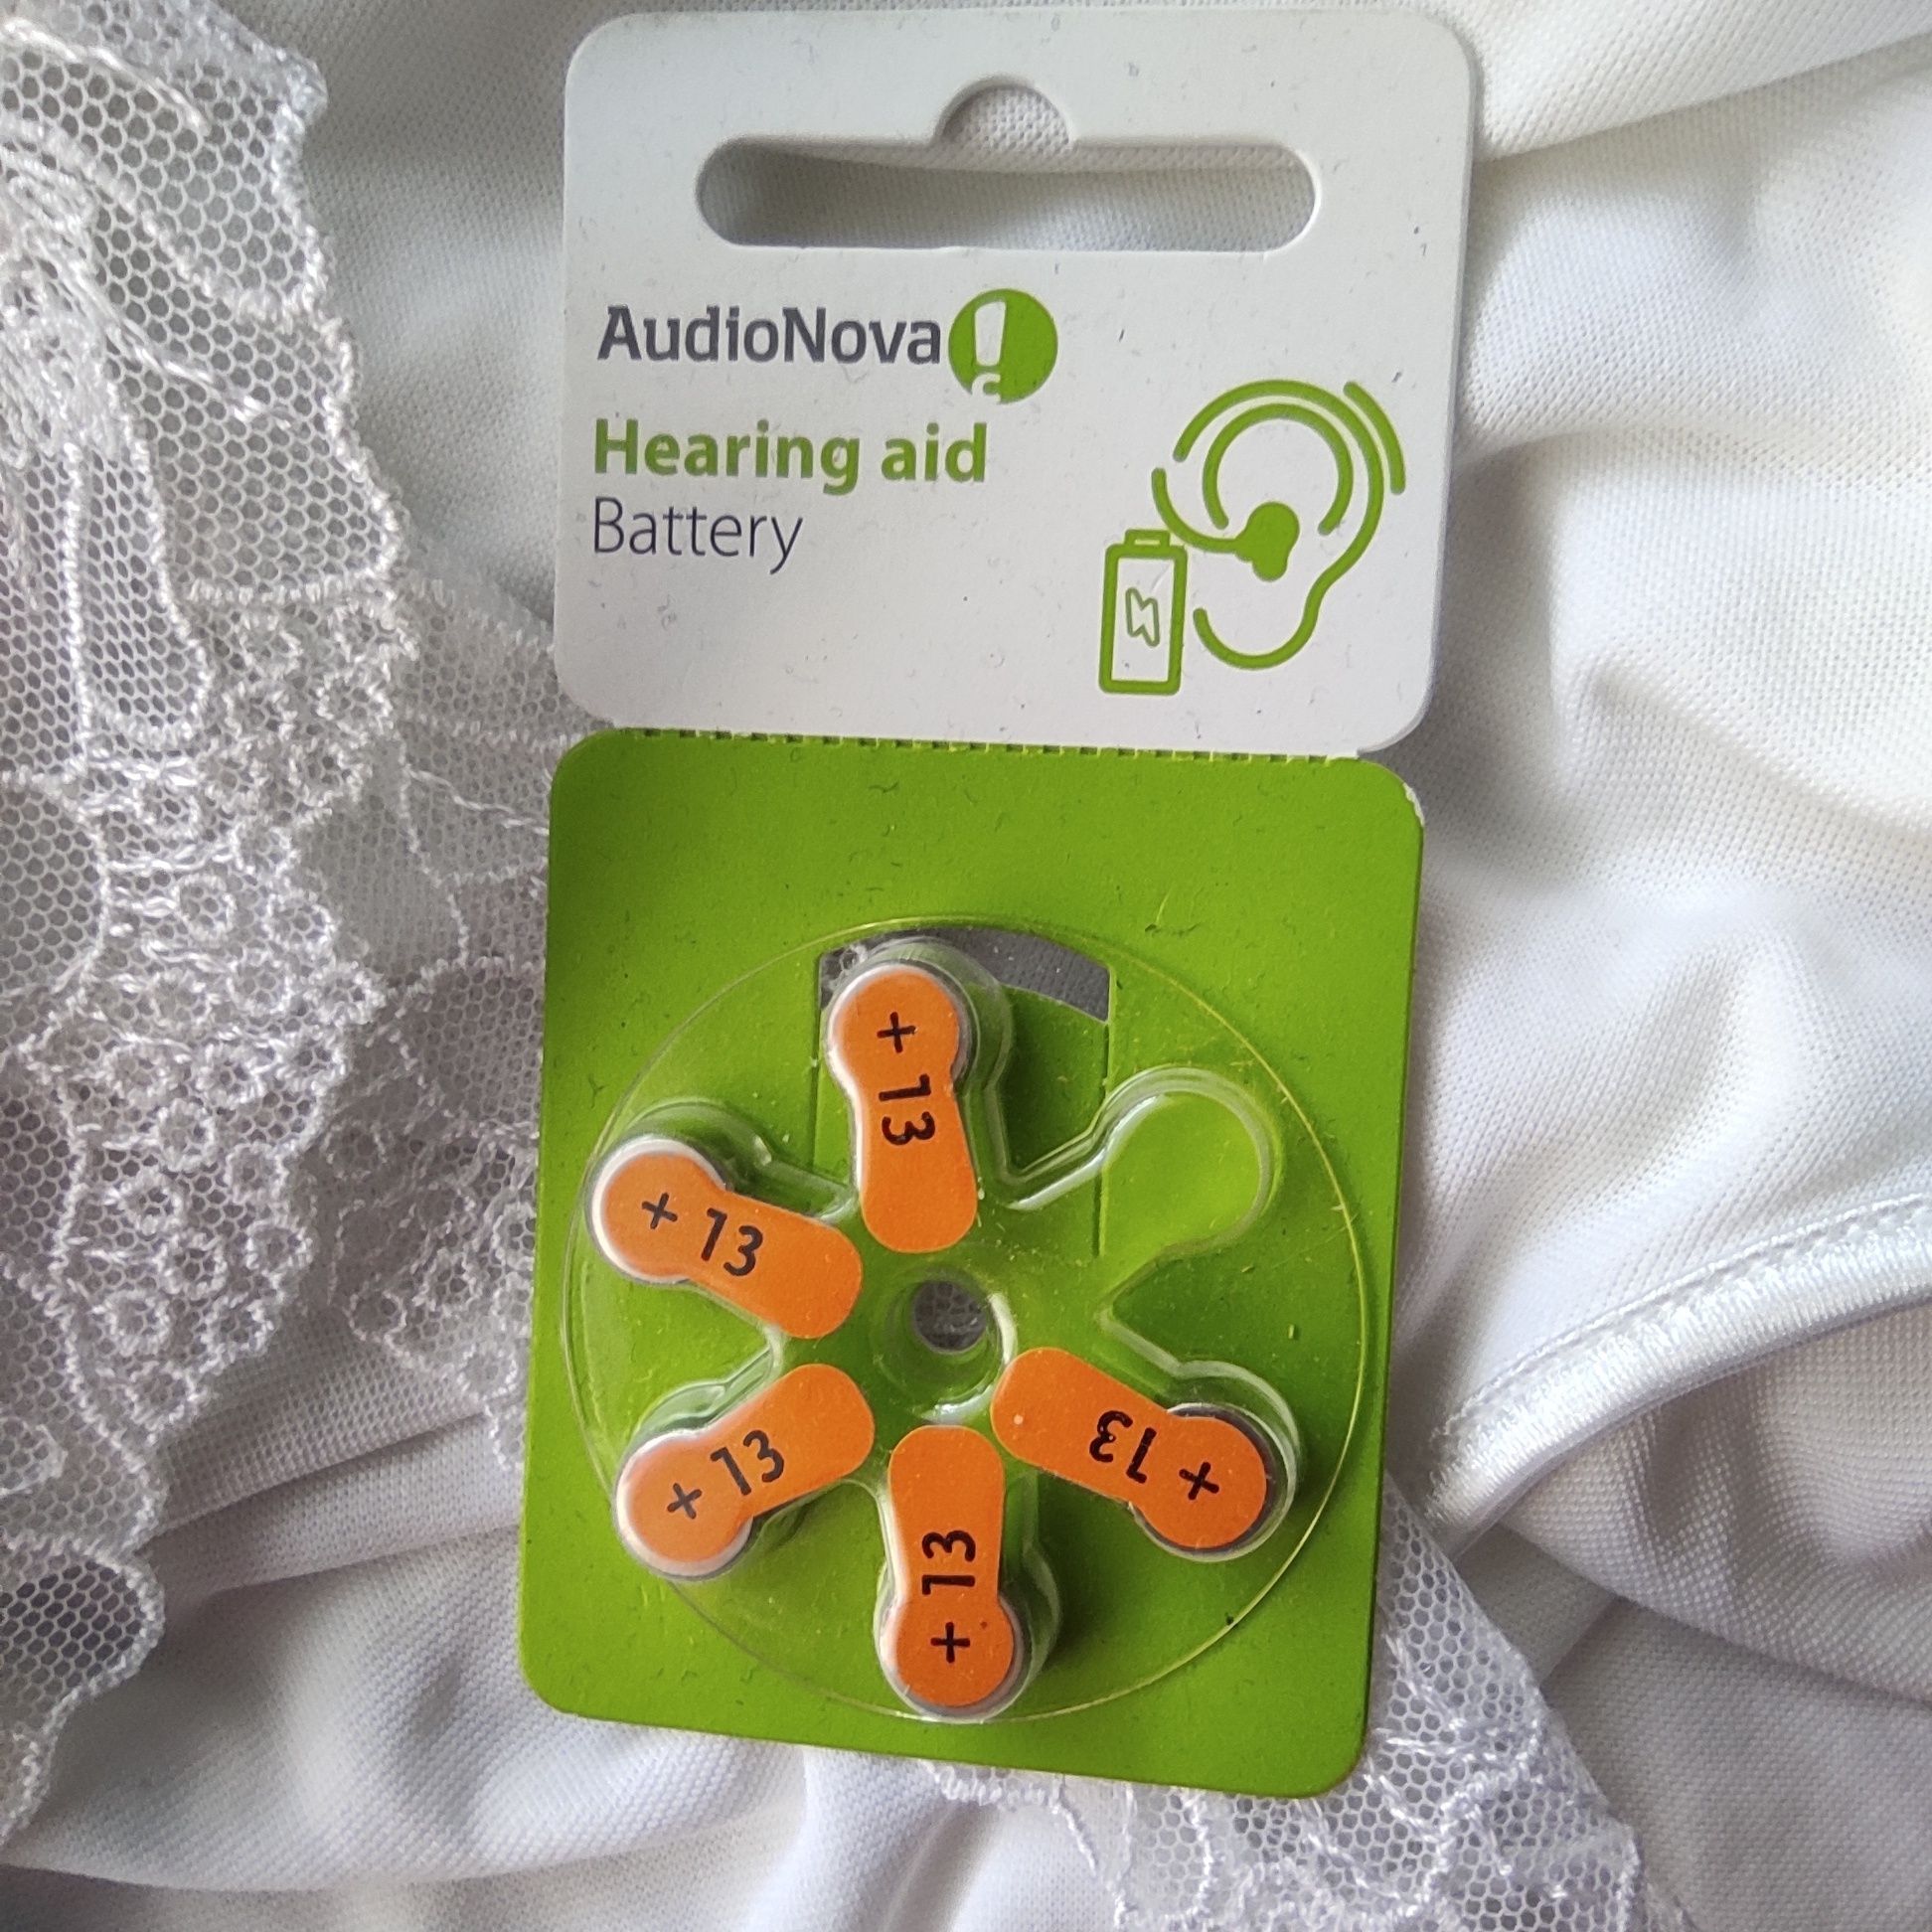 AudioNova
Hearing aid
Battery
+ 13
+ 13
+ 13
+ 13
+ 13